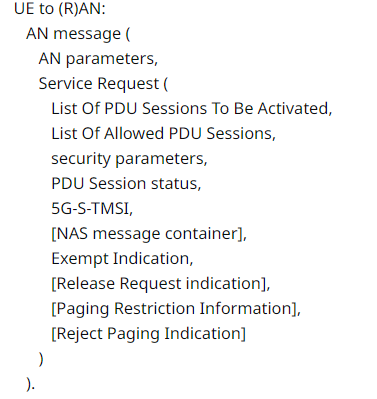 UE to (R)AN:
AN message (
AN parameters,
Service Request (
List Of PDU Sessions To Be Activated,
List Of Allowed PDU Sessions,
security parameters,
PDU Session status,
5G-S-TMSI,
[NAS message container],
Exempt Indication,
[Release Request indication],
[Paging Restriction Information],
[Reject Paging Indication]
)
).